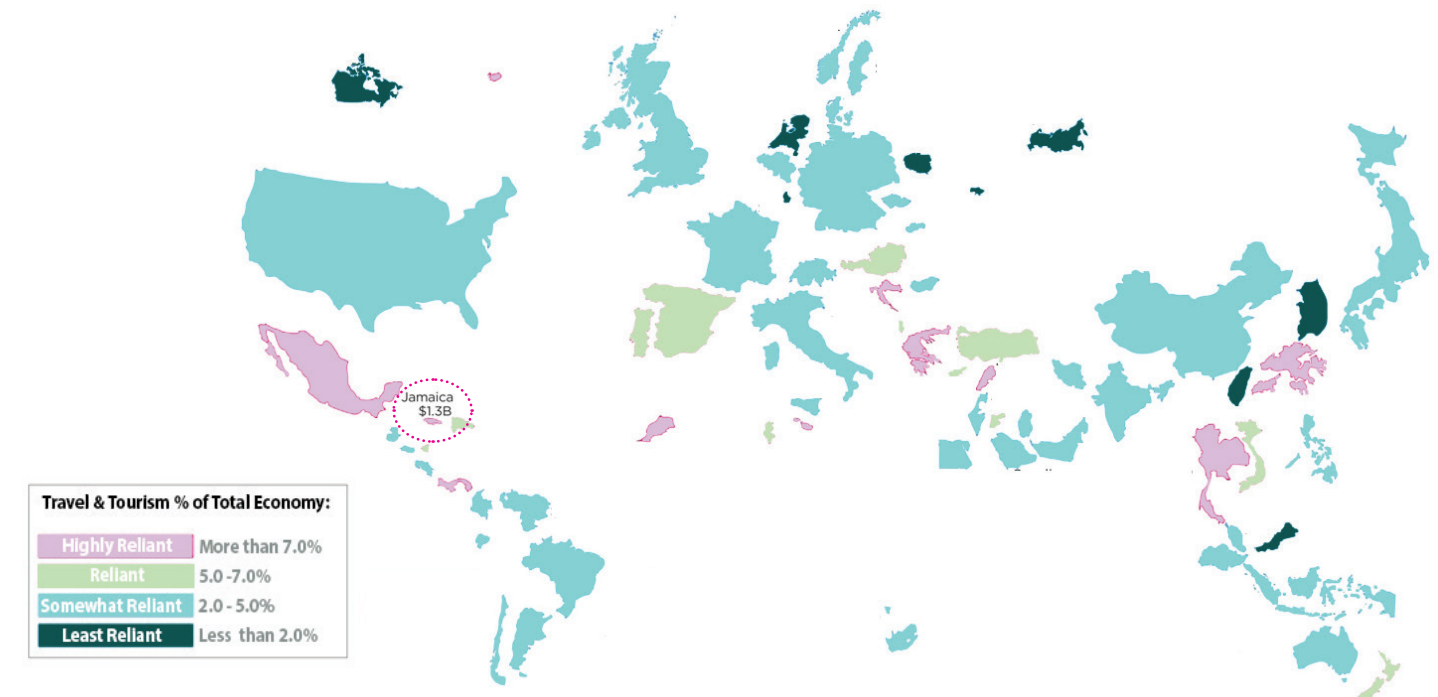 Jamaica
$1.3B
Travel & Tourism % of Total Economy:
Highly Reliant More than 7.0%
Reliant 5.0 -7.0%
Somewhat Reliant 2.0 - 5.0%
Least Reliant Less than 2.0%